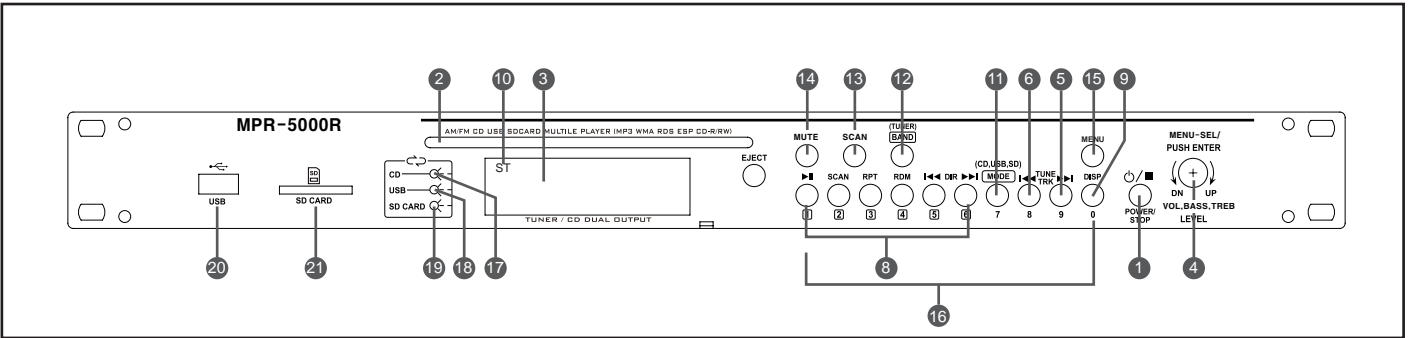 2 10 3 14 13 12 11 6 5 15 9
MPR-5000R
AM/FM CD USB SDCARD MULTILE PLAYER (MP3 WMA RDS ESP CD-R/RW)
USB
SD
SD CARD
CD
USB
SD CARD
ST
TUNER / CD DUAL OUTPUT
EJECT
MUTE
SCAN
(TUNER)
BAND
MENU
SCAN RPT RDM DIR
(CD,USB,SD)
MODE
TUNE
TRK
DISP
1 2 3 4 5 6 7 8 9 0
POWER/
STOP
MENU-SEL/
PUSH ENTER
DN UP
VOL,BASS,TREB
LEVEL
20 21 19 18 17 8 1 4
16